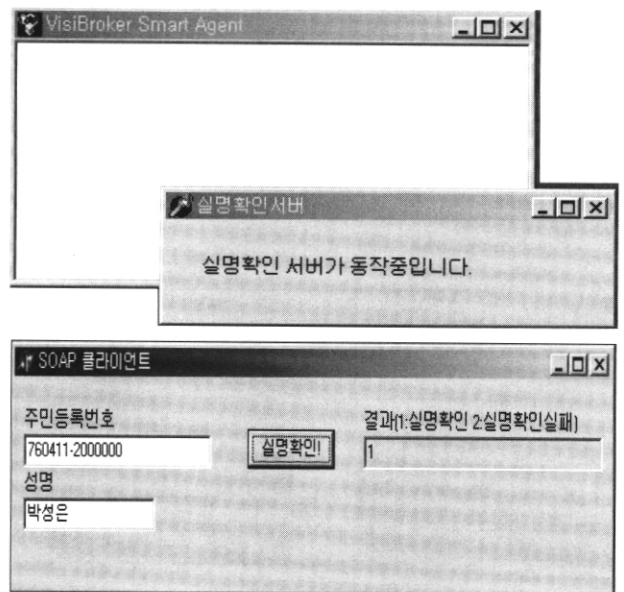 VisiBroker Smart Agent
실명확인서버
실명확인 서버가 동작중입니다.
SOAP 클라이언트
주민등록번호
760411-2000000
실명확인!
결과(1:실명확인 2:실명확인실패)
1
성명
박성은